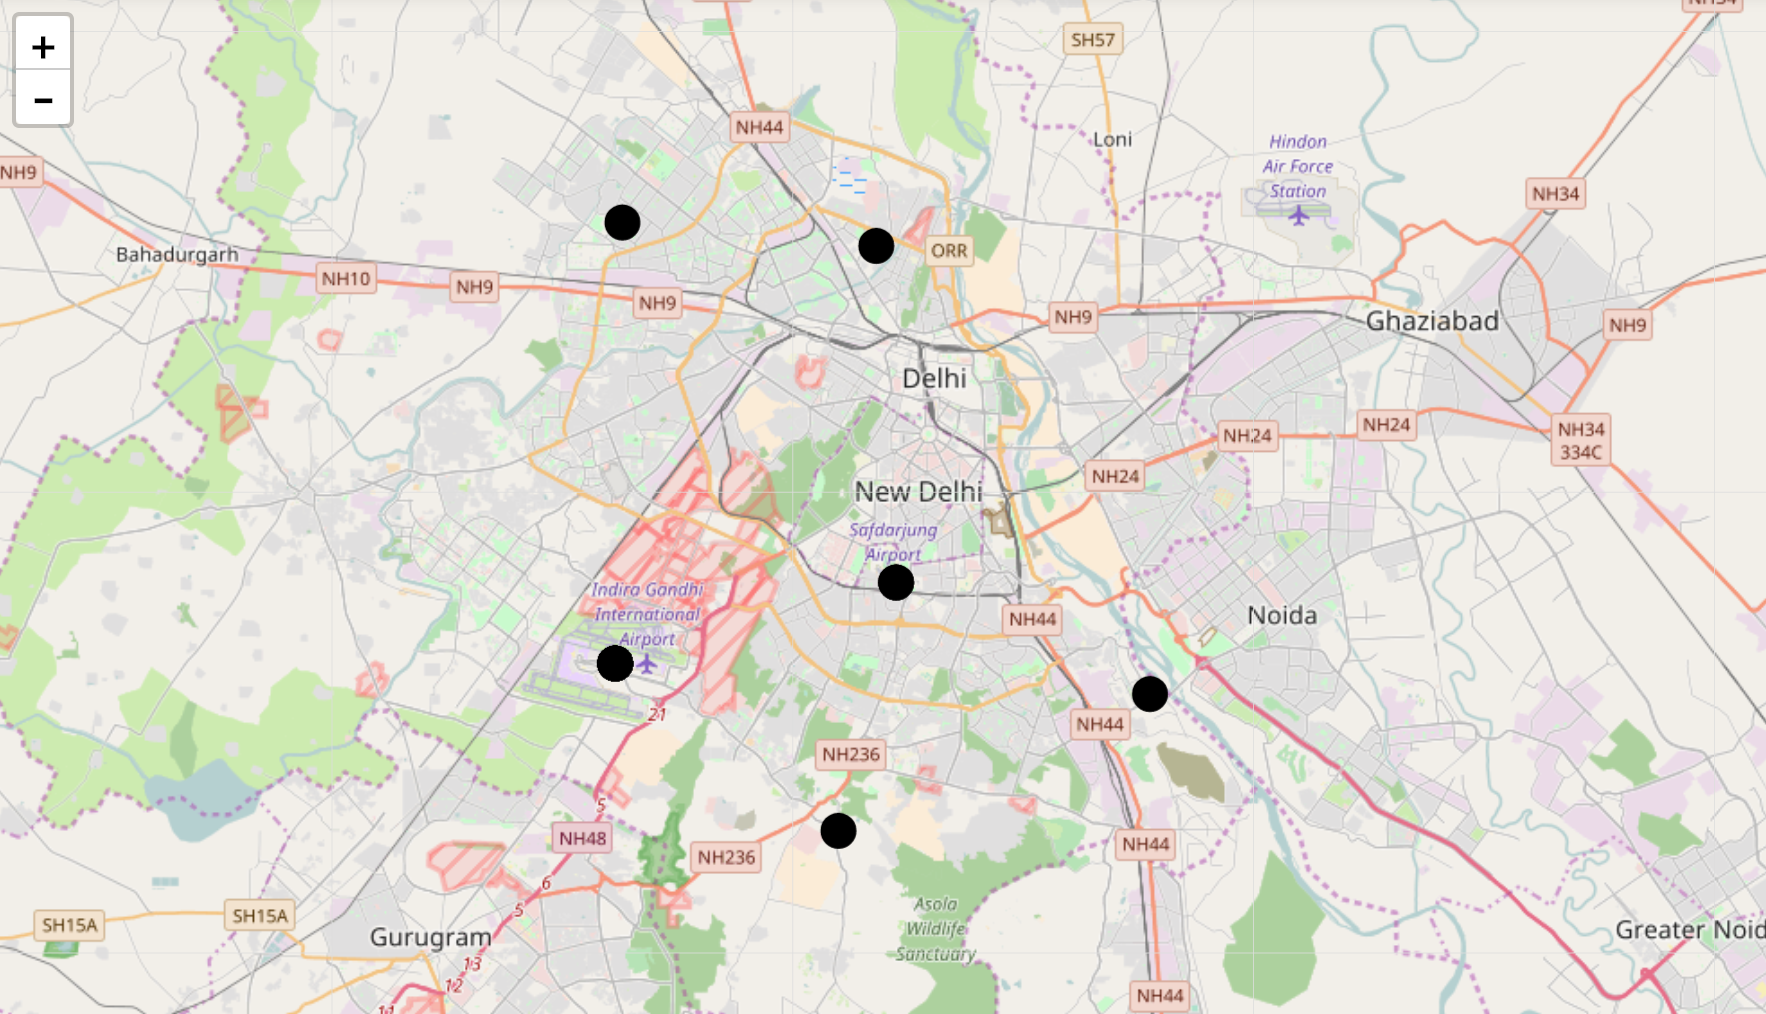 +
-
NH34
SH57
NH44
Loni
Hindon
Air Force
Station
NH9
NH34
Bahadurgarh
ORR
NH10
NH9
NH9
NH9
Ghaziabad
NH9
Delhi
NH24
NH24
NH34
334C
NH24
New Delhi
Safdarjung
Airport
Indira Gandhi
International
Airport
NH44
Noida
21
NH44
NH236
5
NH48
NH236
NH44
6
5
SH15A
SH15A
Asola
Wildlife
Sanctuary
Gurugram
Greater Noid
13
12
11
NH44